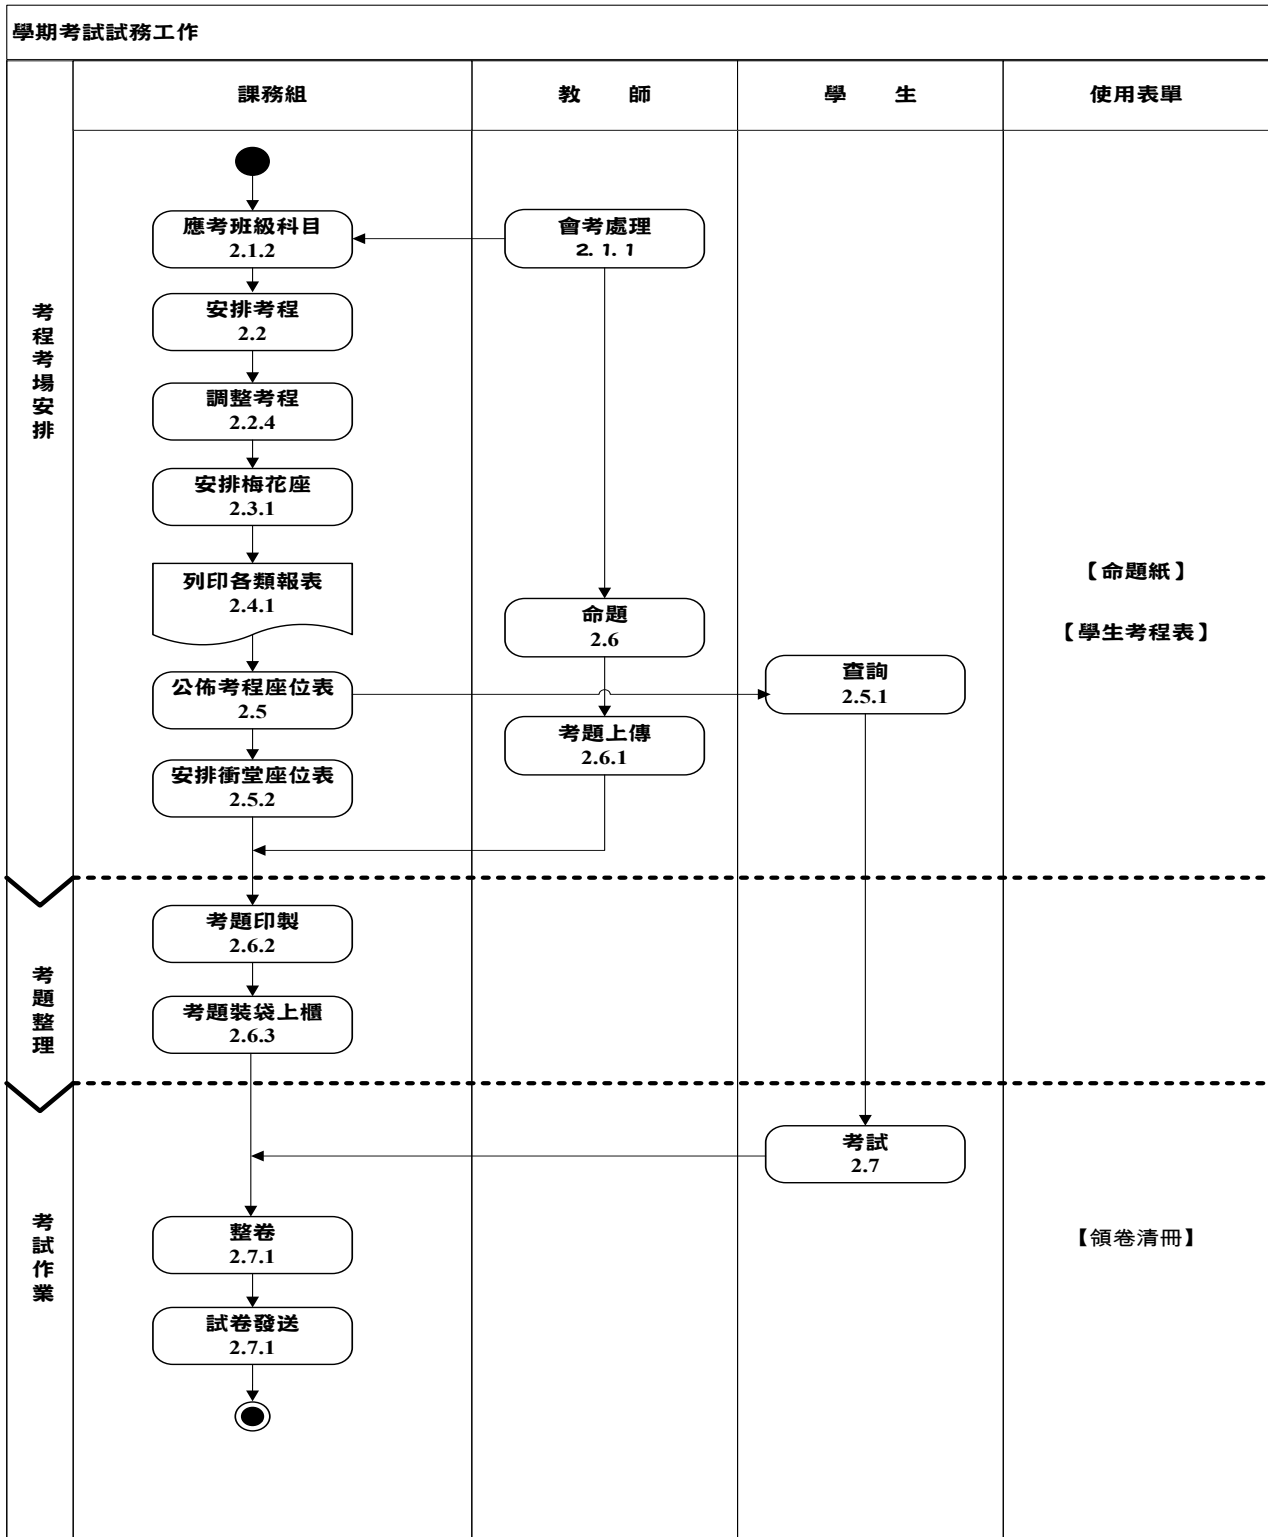 學期考試試務工作
課務組
教 師
學 生
使用表單
考程考場安排
應考班級科目
2.1.2
會考處理
2.1.1
安排考程
2.2
調整考程
2.2.4
安排梅花座
2.3.1
列印各類報表
2.4.1
命題
2.6
【命題紙】
【學生考程表】
公佈考程座位表
2.5
查詢
2.5.1
考題上傳
2.6.1
安排衝堂座位表
2.5.2
考題整理
考題印製
2.6.2
考題裝袋上櫃
2.6.3
考試作業
考試
2.7
整卷
2.7.1
【領卷清冊】
試卷發送
2.7.1